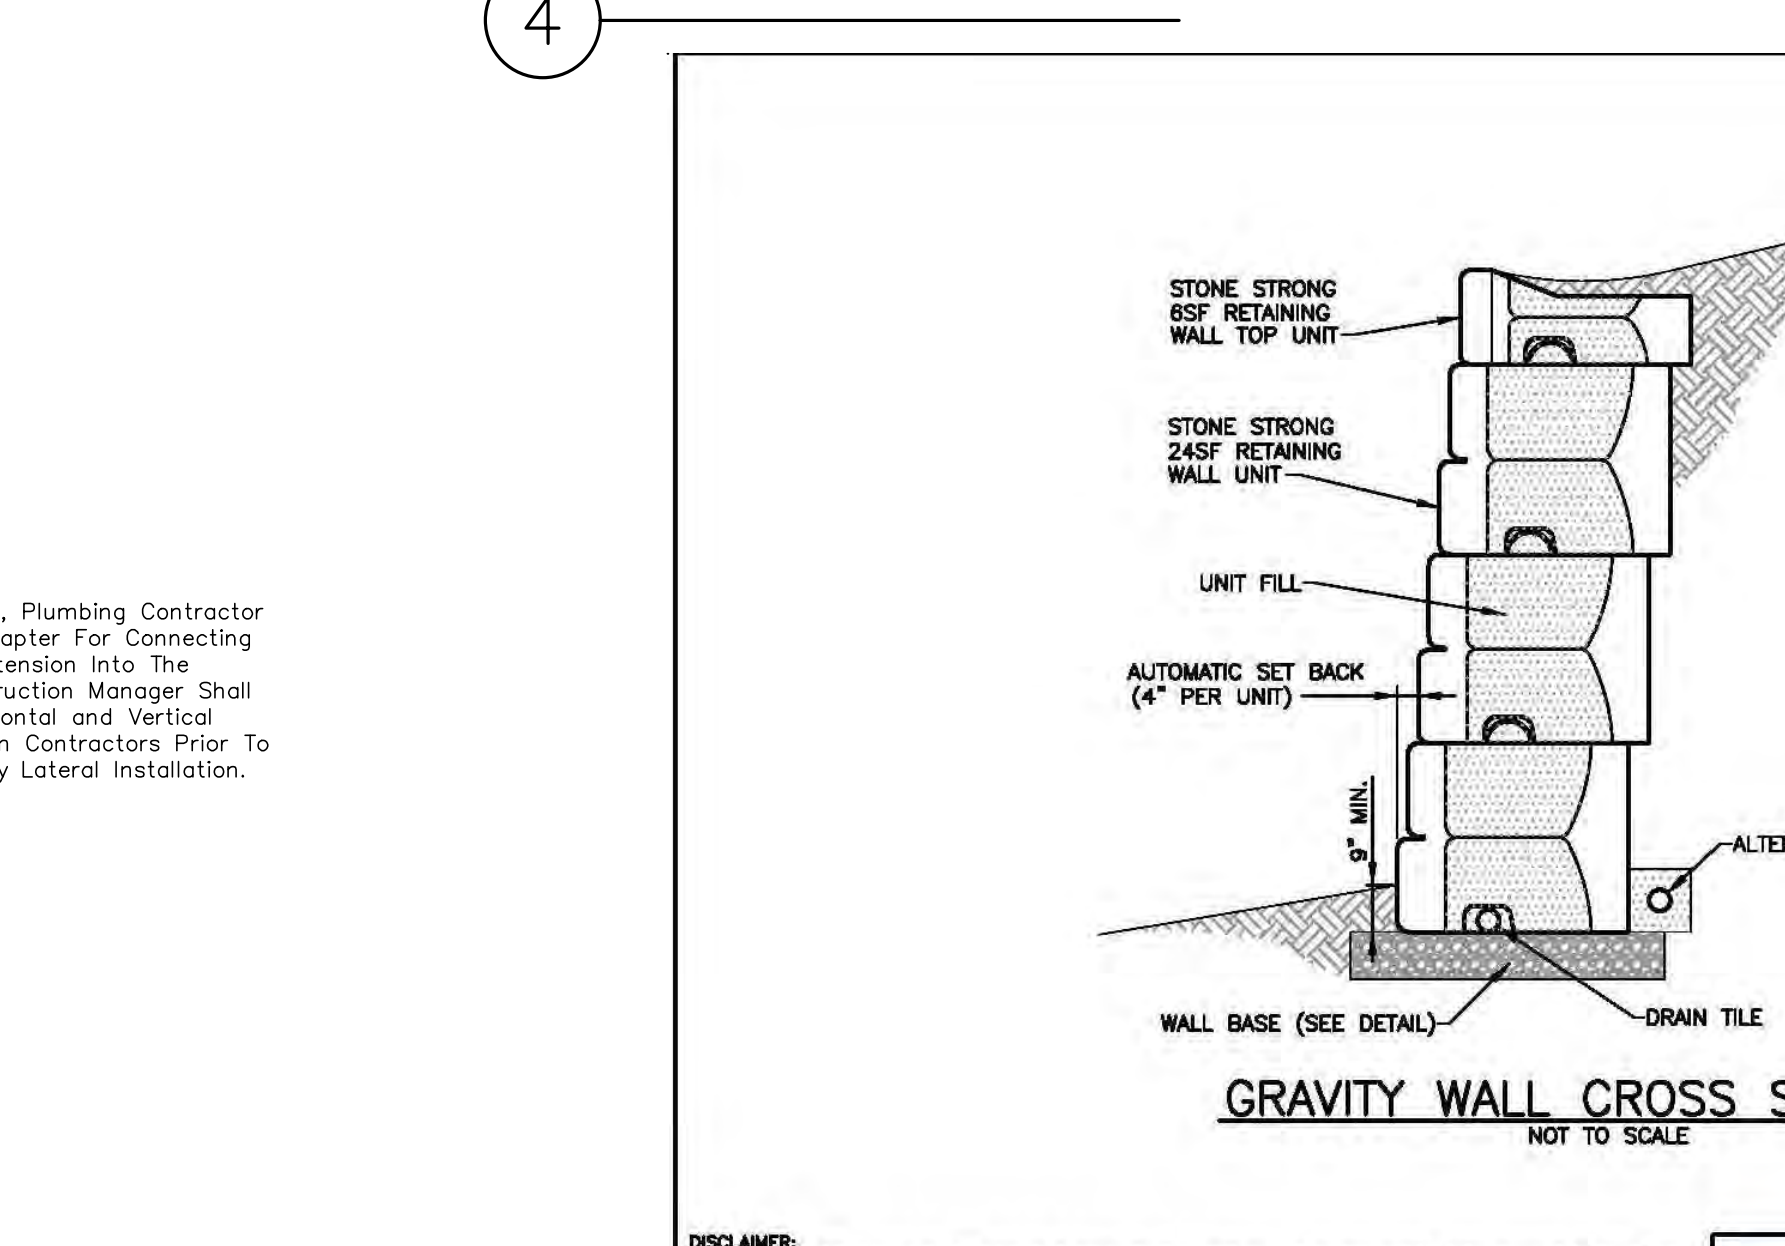 4
STONE STRONG
6SF RETAINING
WALL TOP UNIT
STONE STRONG
24SF RETAINING
WALL UNIT
UNIT FILL
, Plumbing Contractor
apter For Connecting
tension Into The
ruction Manager Shall
ontal and Vertical
n Contractors Prior To
y Lateral Installation.
AUTOMATIC SET BACK
(4" PER UNIT)
9" MIN.
ALTE
WALL BASE (SEE DETAIL)
DRAIN TILE
GRAVITY WALL CROSS S
NOT TO SCALE
DISCLAIMER: